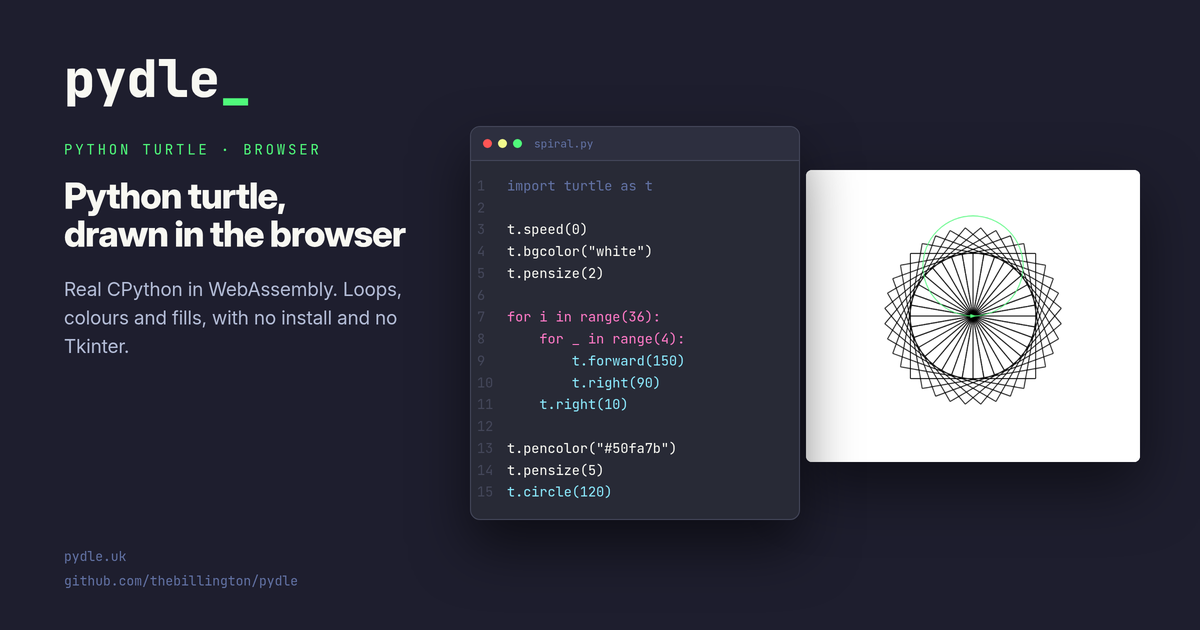 pydle_
PYTHON TURTLE · BROWSER
Python turtle,
drawn in the browser
Real CPython in WebAssembly. Loops,
colours and fills, with no install and no
Tkinter.
pydle.uk
github.com/thebillington/pydle
spiral.py
1 import turtle as t
2
3 t.speed(0)
4 t.bgcolor("white")
5 t.pensize(2)
6
7 for i in range(36):
8     for _ in range(4):
9         t.forward(150)
10         t.right(90)
11     t.right(10)
12
13 t.pencolor("#50fa7b")
14 t.pensize(5)
15 t.circle(120)